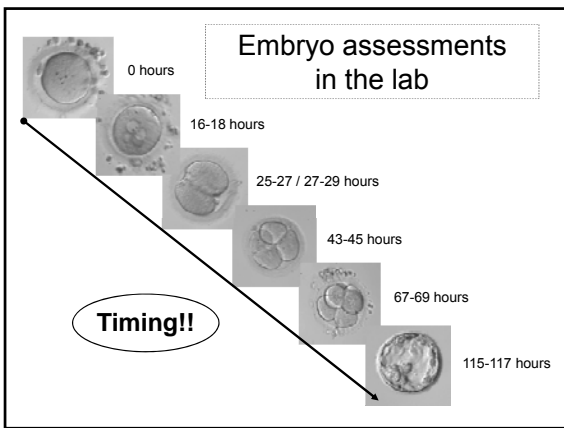 Embryo assessments
in the lab
0 hours
16-18 hours
25-27 / 27-29 hours
43-45 hours
67-69 hours
Timing!!
115-117 hours